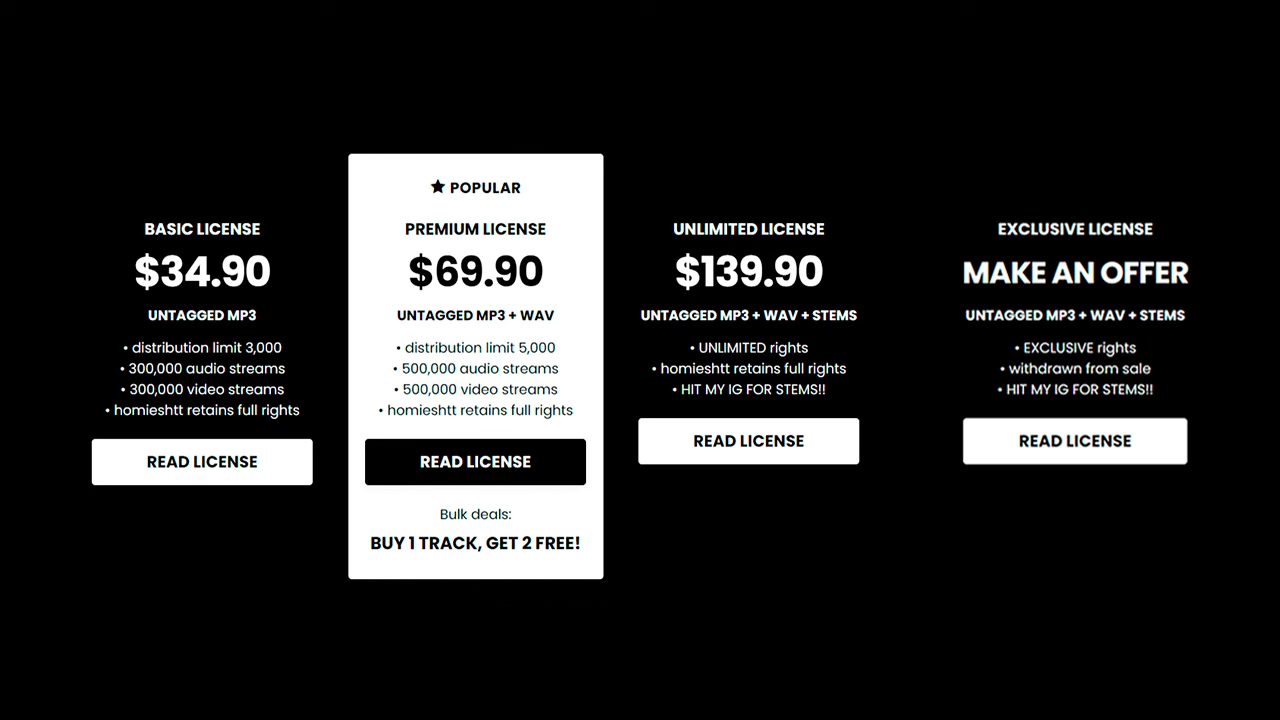 BASIC LICENSE
$34.90
UNTAGGED MP3
• distribution limit 3,000
• 300,000 audio streams
• 300,000 video streams
• homieshtt retains full rights
READ LICENSE
★ POPULAR
PREMIUM LICENSE
$69.90
UNTAGGED MP3 + WAV
• distribution limit 5,000
• 500,000 audio streams
• 500,000 video streams
• homieshtt retains full rights
READ LICENSE
Bulk deals:
BUY 1 TRACK, GET 2 FREE!
UNLIMITED LICENSE
$139.90
UNTAGGED MP3 + WAV + STEMS
• UNLIMITED rights
• homieshtt retains full rights
• HIT MY IG FOR STEMS!!
READ LICENSE
EXCLUSIVE LICENSE
MAKE AN OFFER
UNTAGGED MP3 + WAV + STEMS
• EXCLUSIVE rights
• withdrawn from sale
• HIT MY IG FOR STEMS!!
READ LICENSE